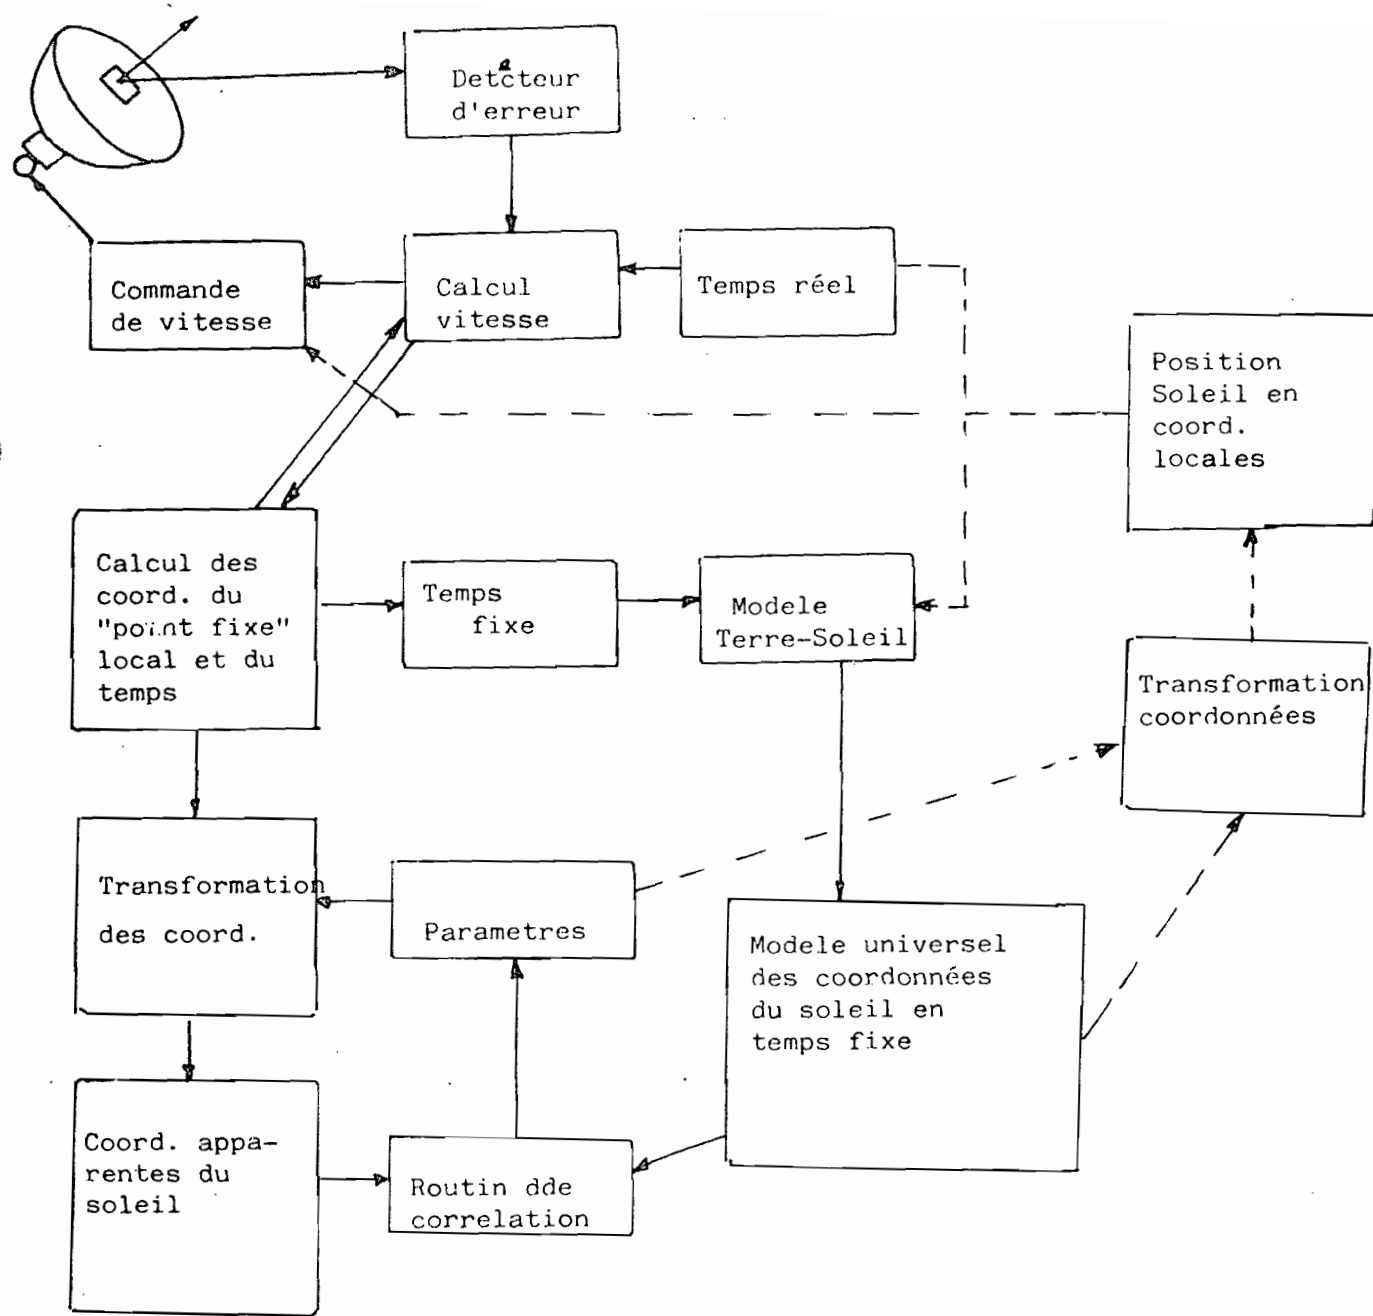 Detecteur
d'erreur
Commande
de vitesse
Calcul
vitesse
Temps réel
Position
Soleil en
coord.
locales
Calcul des
coord. du
"point fixe"
local et du
temps
Temps
fixe
Modele
Terre-Soleil
Transformation
coordonnées
Transformation
des coord.
Parametres
Modele universel
des coordonnées
du soleil en
temps fixe
Coord. appa-
rentes du
soleil
Routin dde
correlation